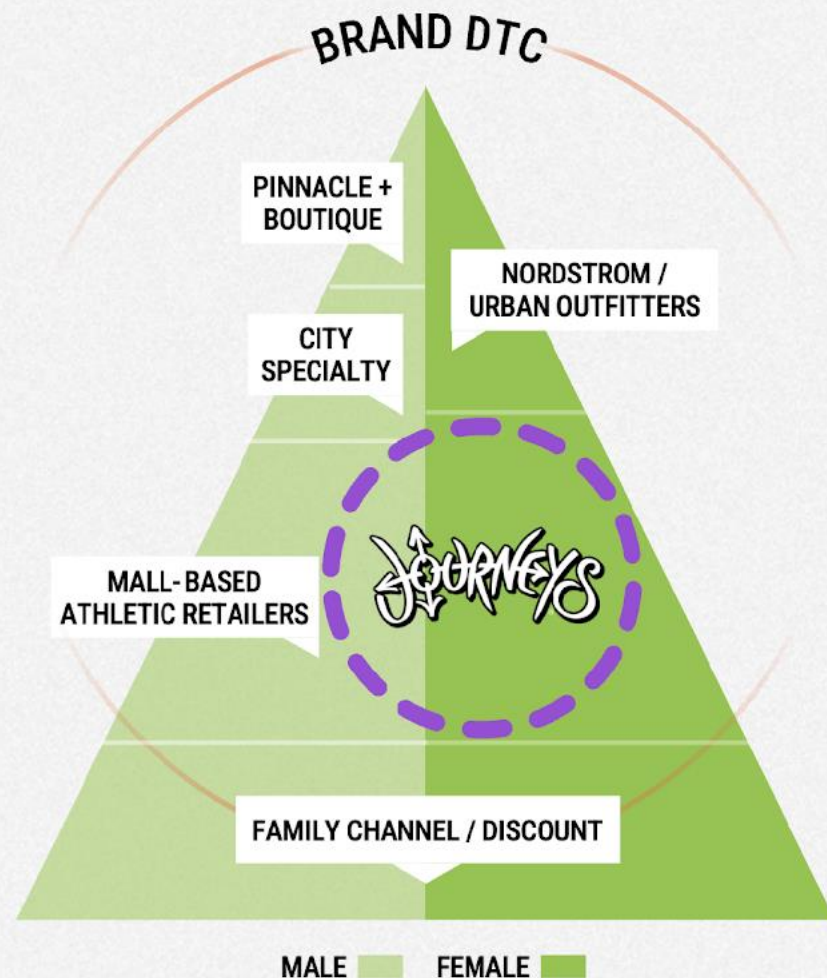 BRAND DTC
PINNACLE +
BOUTIQUE
NORDSTROM /
URBAN OUTFITTERS
CITY
SPECIALTY
JOURNEYS
MALL-BASED
ATHLETIC RETAILERS
FAMILY CHANNEL / DISCOUNT
MALE FEMALE